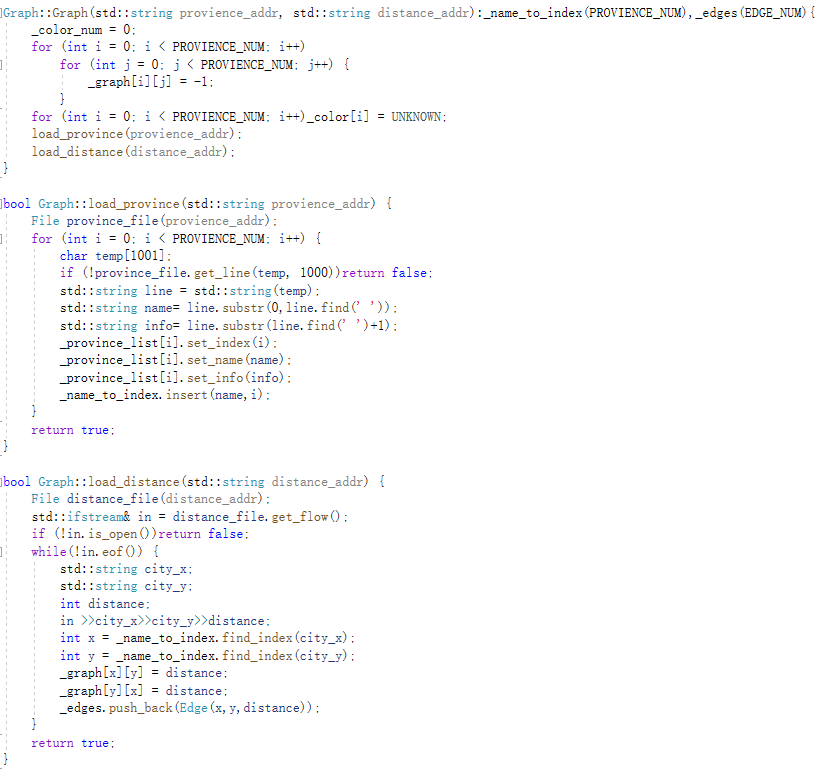 Graph::Graph(std::string provience_addr, std::string distance_addr):_name_to_index(PROVIENCE_NUM),_edges(EDGE_NUM){
    _color_num = 0;
    for (int i = 0; i < PROVIENCE_NUM; i++)
        for (int j = 0; j < PROVIENCE_NUM; j++) {
            _graph[i][j] = -1;
        }
    for (int i = 0; i < PROVIENCE_NUM; i++)_color[i] = UNKNOWN;
    load_province(provience_addr);
    load_distance(distance_addr);
}
bool Graph::load_province(std::string provience_addr) {
    File province_file(provience_addr);
    for (int i = 0; i < PROVIENCE_NUM; i++) {
        char temp[1001];
        if (!province_file.get_line(temp, 1000))return false;
        std::string line = std::string(temp);
        std::string name= line.substr(0,line.find(' '));
        std::string info= line.substr(line.find(' ')+1);
        _province_list[i].set_index(i);
        _province_list[i].set_name(name);
        _province_list[i].set_info(info);
        _name_to_index.insert(name,i);
    }
    return true;
}
bool Graph::load_distance(std::string distance_addr) {
    File distance_file(distance_addr);
    std::ifstream& in = distance_file.get_flow();
    if (!in.is_open())return false;
    while(!in.eof()) {
        std::string city_x;
        std::string city_y;
        int distance;
        in >>city_x>>city_y>>distance;
        int x = _name_to_index.find_index(city_x);
        int y = _name_to_index.find_index(city_y);
        _graph[x][y] = distance;
        _graph[y][x] = distance;
        _edges.push_back(Edge(x,y,distance));
    }
    return true;
}